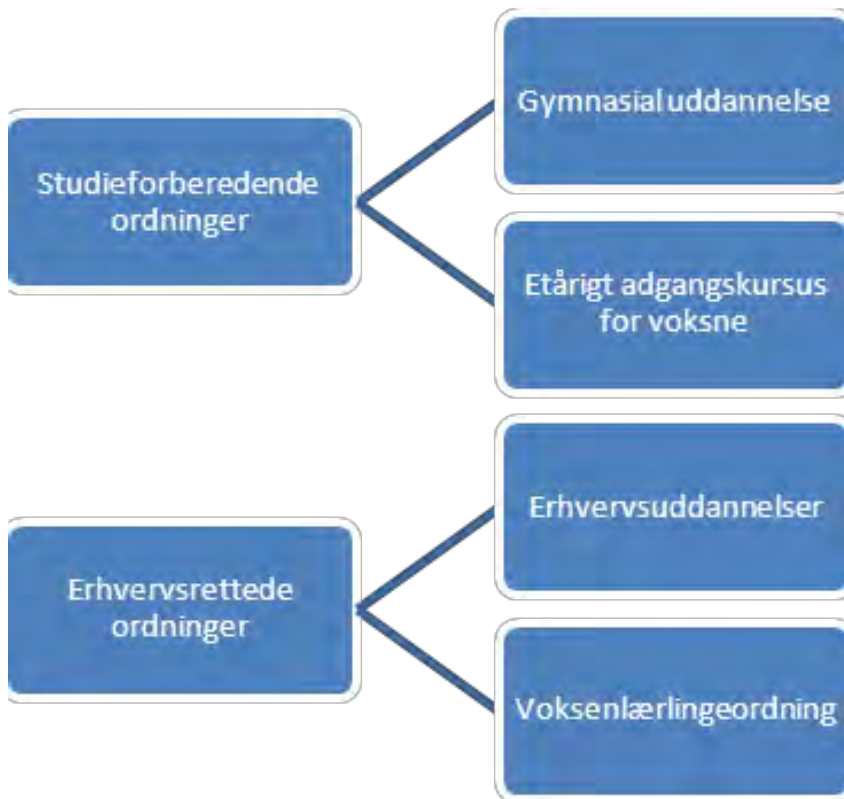 Studieforberedende
ordninger
Gymnasial uddannelse
Etårigt adgangskursus
for voksne
Erhvervsrettede
ordninger
Erhvervsuddannelser
Voksenlærlingeordning